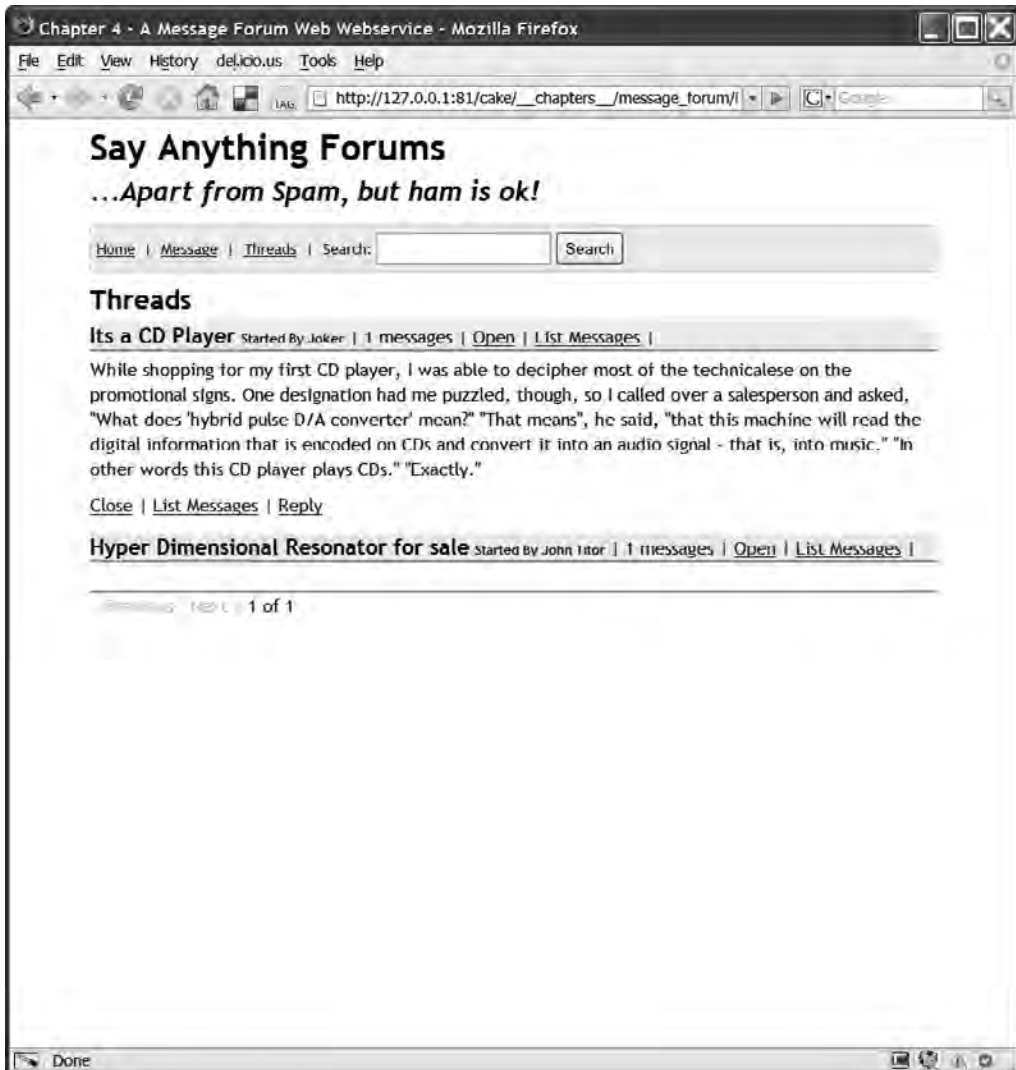 Chapter 4 - A Message Forum Web Webservice - Mozilla Firefox
File Edit View History del.icio.us Tools Help
TAG http://127.0.0.1:81/cake/__chapters__/message_forum/ Google
Say Anything Forums
...Apart from Spam, but ham is ok!
Home | Message | Threads | Search: Search
Threads
Its a CD Player Started By Joker | 1 messages | Open | List Messages |
While shopping for my first CD player, I was able to decipher most of the technicalese on the
promotional signs. One designation had me puzzled, though, so I called over a salesperson and asked,
"What does 'hybrid pulse D/A converter' mean?" "That means", he said, "that this machine will read the
digital information that is encoded on CDs and convert it into an audio signal - that is, into music." "In
other words this CD player plays CDs." "Exactly."
Close | List Messages | Reply
Hyper Dimensional Resonator for sale Started By John Titor | 1 messages | Open | List Messages |
Previous Next 1 of 1
Done